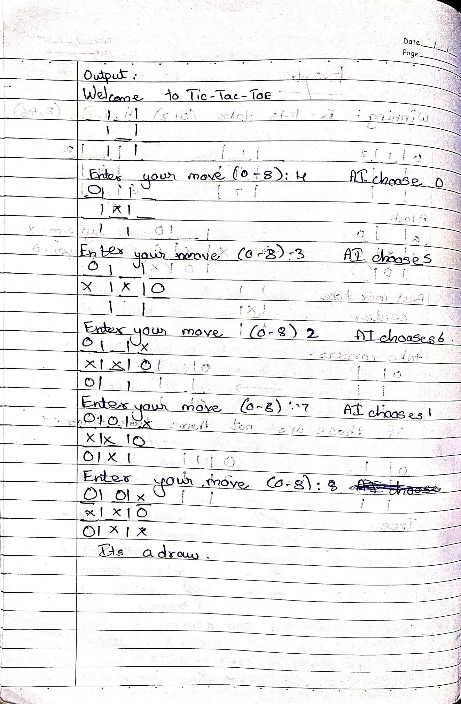 Date
Page
Output:
Welcome to Tic-Tac-TOE
| |
| |
| |
Enter your move (0-8): 4 AI choose 0
O| |
|x|
| |
Enter your move (0-8)-3 AI chooses 5
O| |
x|x|O
| |
Enter your move (0-8) 2 AI chooses 6.
O| |x
x|x|O
O| |
Enter your move (0-8):-7 AI chooses 1
O|O|x
x|x|O
O|x|
Enter your move (0-8): 8
O|O|x
x|x|O
O|x|x
Its a draw.